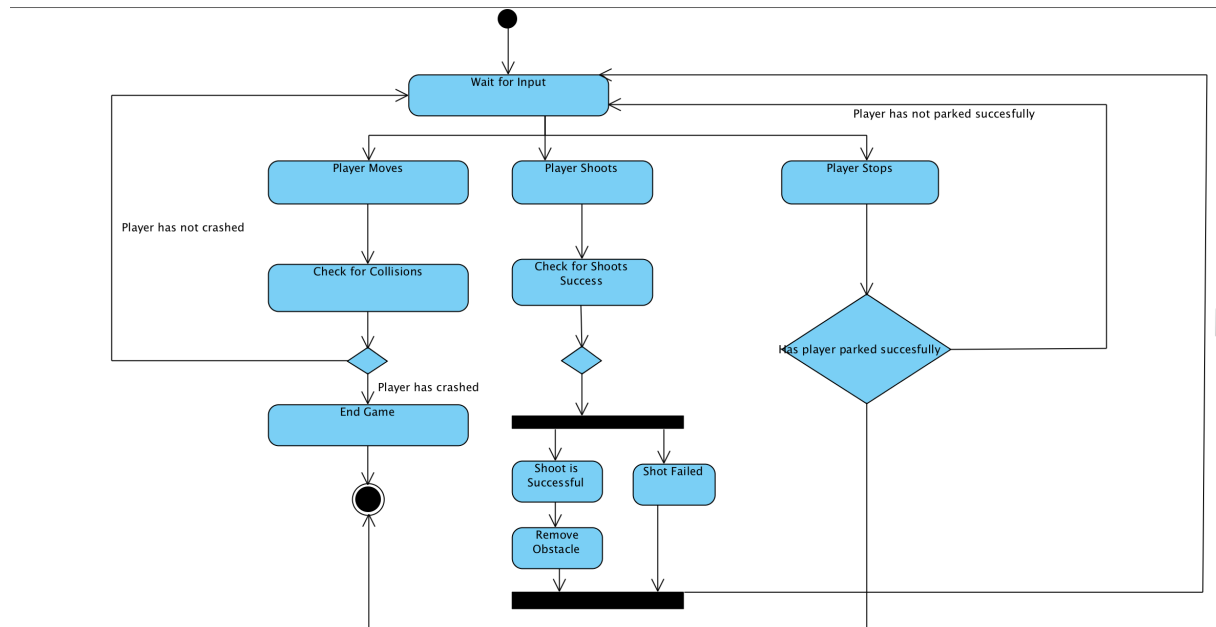 Wait for Input
Player has not parked succesfully
Player Moves
Player Shoots
Player Stops
Player has not crashed
Check for Collisions
Check for Shoots
Success
Has player parked succesfully
Player has crashed
End Game
Shoot is
Successful
Shot Failed
Remove
Obstacle